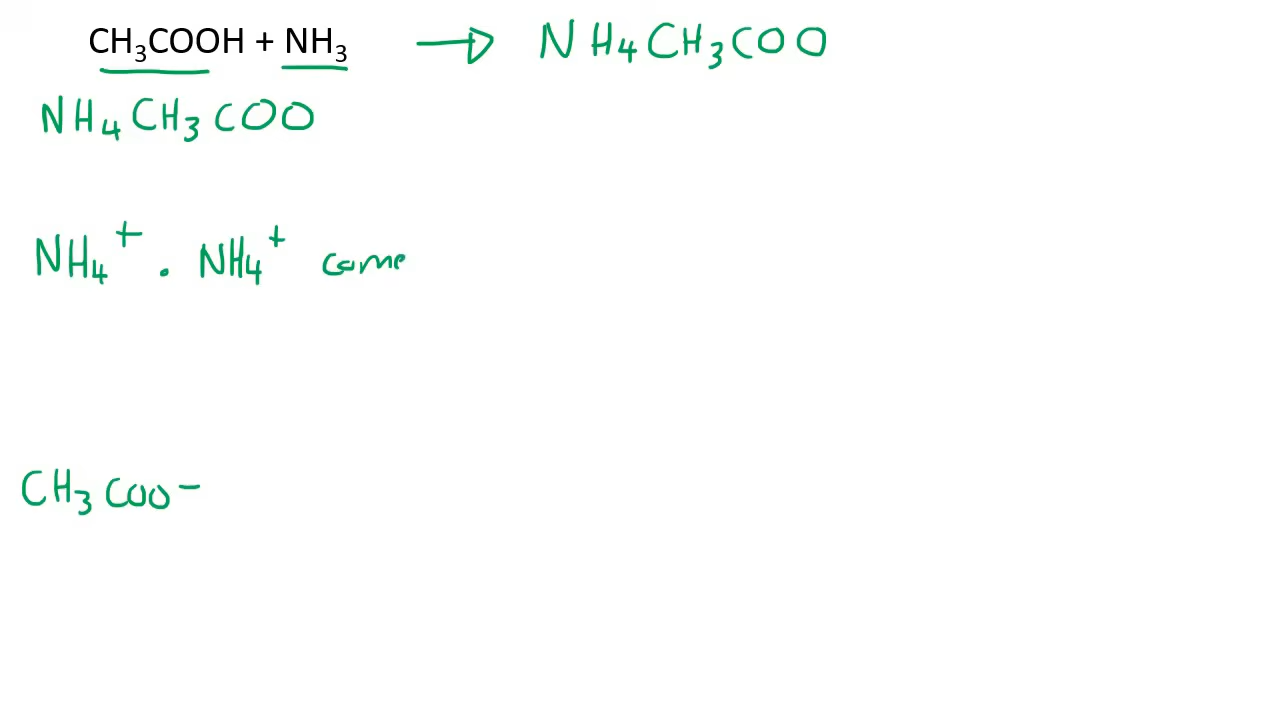 CH₃COOH + NH₃ → NH₄CH₃COO
NH₄CH₃COO
NH₄⁺ . NH₄⁺ came
CH₃COO⁻